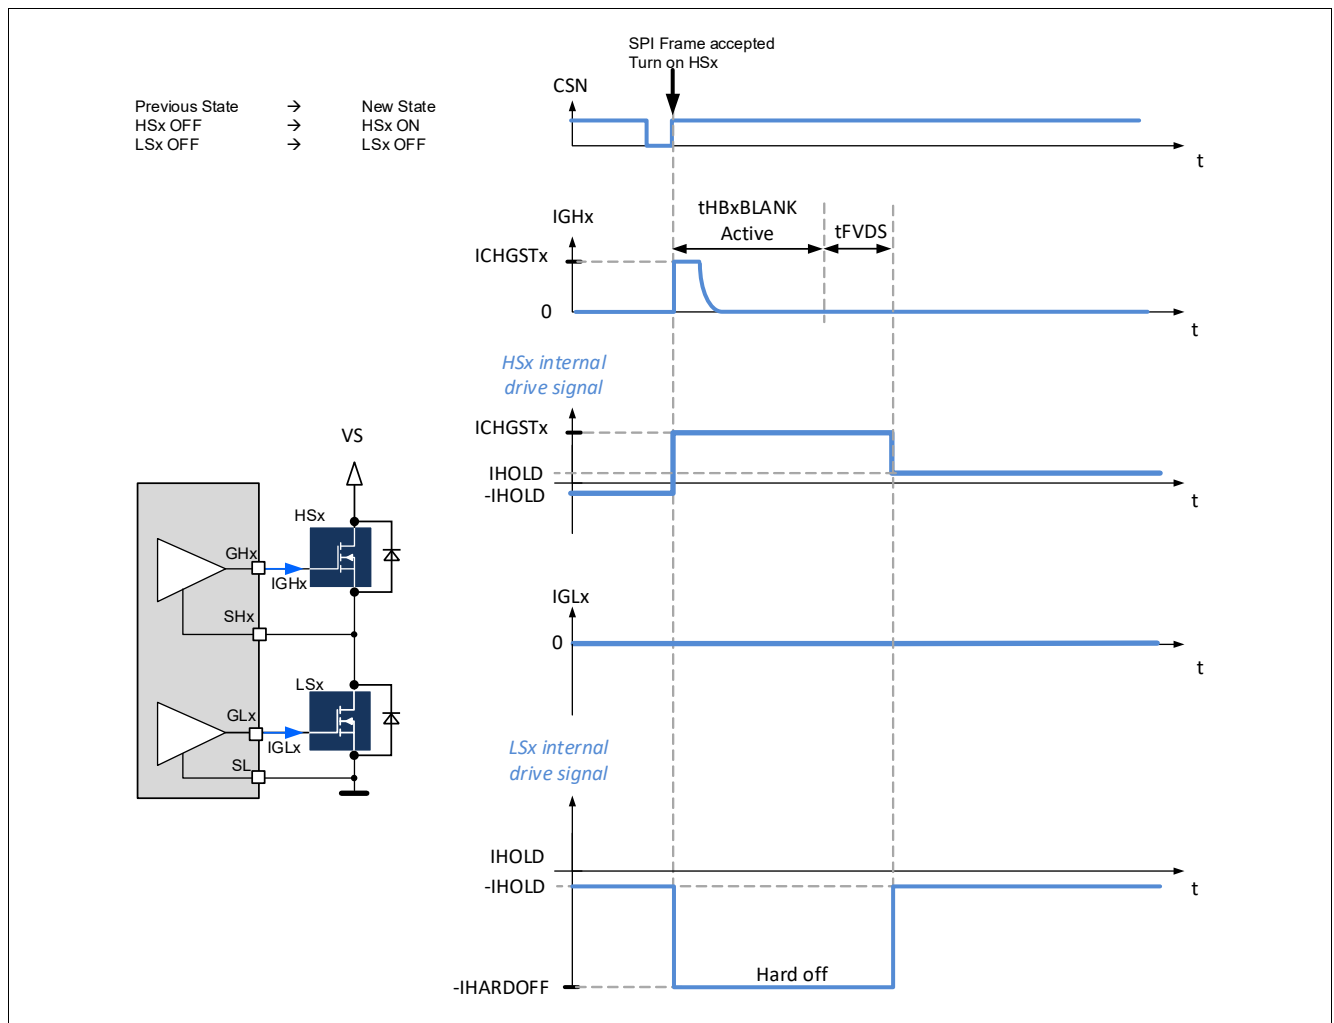 SPI Frame accepted
Turn on HSx
CSN
Previous State → New State
HSx OFF → HSx ON
LSx OFF → LSx OFF
t
tHBxBLANK
Active
tFVDS
IGHx
ICHGSTx
0
t
HSx internal
drive signal
ICHGSTx
IHOLD
-IHOLD
t
VS
HSx
GHx
IGHx
SHx
LSx
GLx
IGLx
SL
IGLx
0
t
LSx internal
drive signal
IHOLD
-IHOLD
t
Hard off
-IHARDOFF